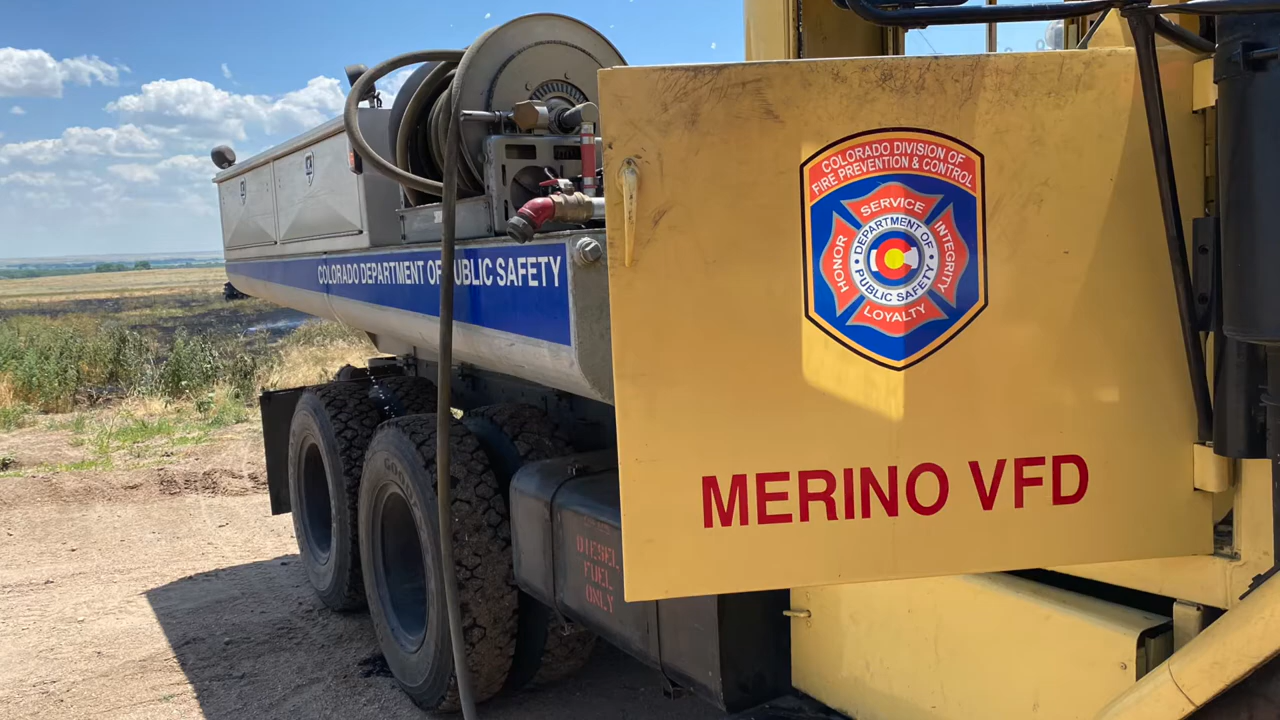 COLORADO DIVISION OF
FIRE PREVENTION & CONTROL
SERVICE
HONOR
INTEGRITY
LOYALTY
DEPARTMENT OF
PUBLIC SAFETY
COLORADO DEPARTMENT OF PUBLIC SAFETY
MERINO VFD
DIESEL
FUEL
ONLY